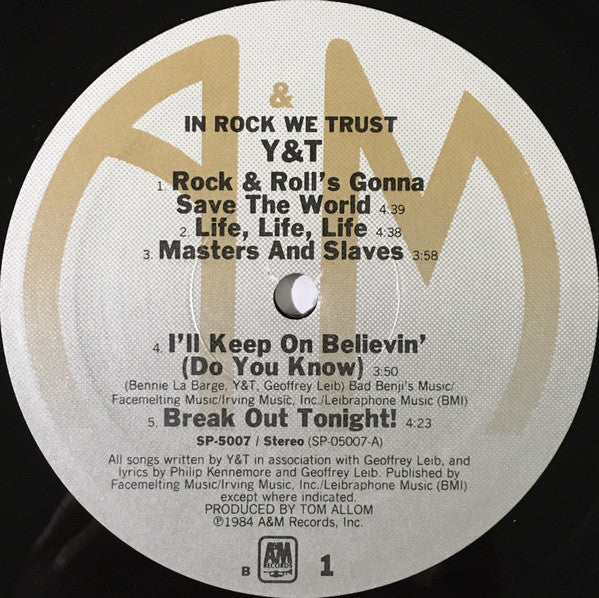 A&M
IN ROCK WE TRUST
Y&T
1. Rock & Roll's Gonna
Save The World 4:39
2. Life, Life, Life 4:38
3. Masters And Slaves 3:58
4. I'll Keep On Believin'
(Do You Know) 3:50
(Bennie La Barge, Y&T, Geoffrey Leib) Bad Benji's Music/
Facemelting Music/Irving Music, Inc./Leibraphone Music (BMI)
5. Break Out Tonight! 4:23
SP-5007 / Stereo (SP-05007-A)
All songs written by Y&T in association with Geoffrey Leib, and
lyrics by Philip Kennemore and Geoffrey Leib. Published by
Facemelting Music/Irving Music, Inc./Leibraphone Music (BMI)
except where indicated.
PRODUCED BY TOM ALLOM
℗1984 A&M Records, Inc.
B A&M RECORDS 1